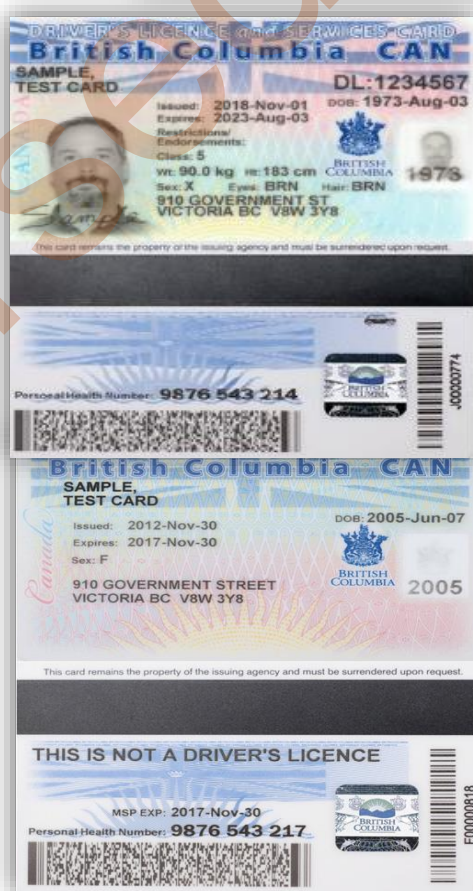 DRIVER'S LICENCE and SERVICES CARD
British Columbia CAN
SAMPLE,
TEST CARD
DL:1234567
Issued: 2018-Nov-01 DOB: 1973-Aug-03
Expires: 2023-Aug-03
Restrictions/
Endorsements:
Class: 5
Wt: 90.0 kg Ht: 183 cm
BRITISH
COLUMBIA
1973
Sex: X Eyes: BRN Hair: BRN
910 GOVERNMENT ST
VICTORIA BC V8W 3Y8
CANADA
Sample
This card remains the property of the issuing agency and must be surrendered upon request.
Personal Health Number: 9876 543 214
BRITISH
COLUMBIA
J00000774
British Columbia CAN
SAMPLE,
TEST CARD
Issued: 2012-Nov-30 DOB: 2005-Jun-07
Expires: 2017-Nov-30
Sex: F
BRITISH
COLUMBIA
910 GOVERNMENT STREET
VICTORIA BC V8W 3Y8
2005
Canada
This card remains the property of the issuing agency and must be surrendered upon request.
THIS IS NOT A DRIVER'S LICENCE
MSP EXP: 2017-Nov-30
Personal Health Number: 9876 543 217
BRITISH
COLUMBIA
F00000818